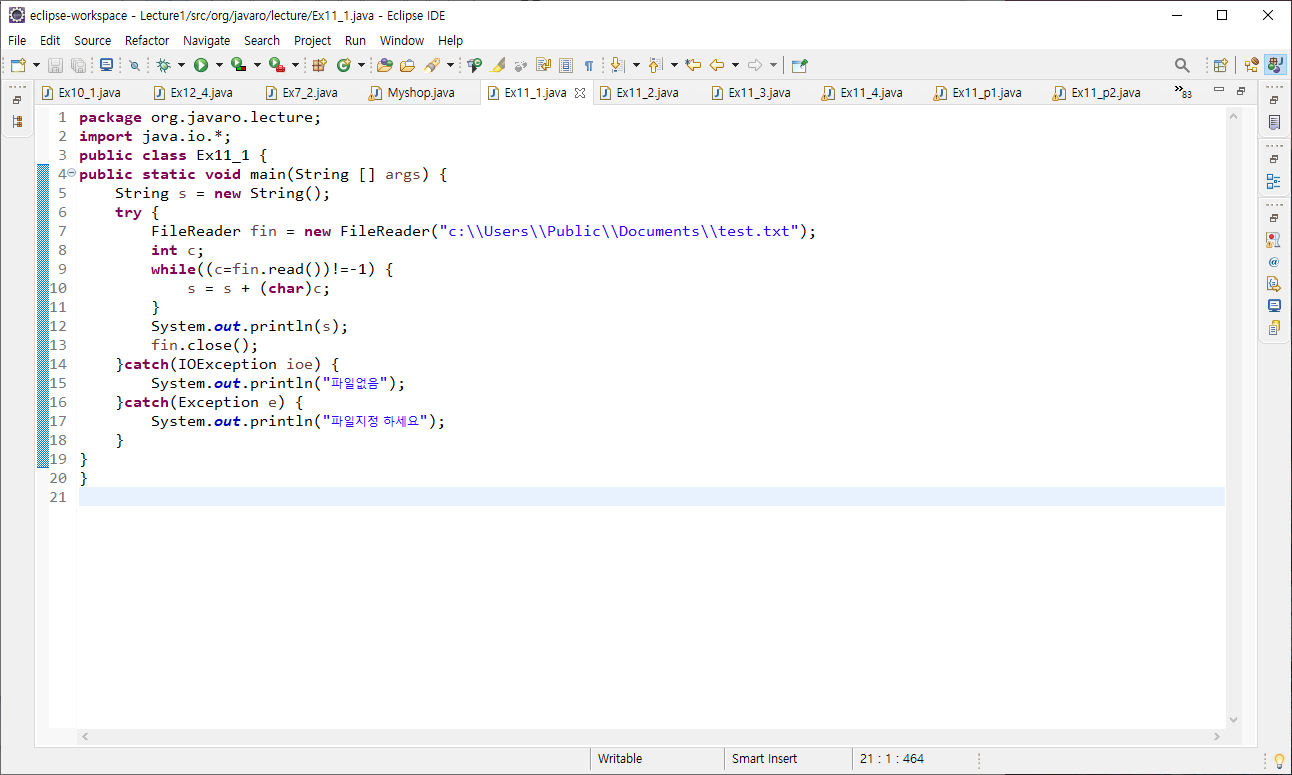 eclipse-workspace - Lecture1/src/org/javaro/lecture/Ex11_1.java - Eclipse IDE
File Edit Source Refactor Navigate Search Project Run Window Help
Ex10_1.java Ex12_4.java Ex7_2.java Myshop.java Ex11_1.java Ex11_2.java Ex11_3.java Ex11_4.java Ex11_p1.java Ex11_p2.java »83
1 package org.javaro.lecture;
2 import java.io.*;
3 public class Ex11_1 {
4 public static void main(String [] args) {
5 String s = new String();
6 try {
7 FileReader fin = new FileReader("c:\\Users\\Public\\Documents\\test.txt");
8 int c;
9 while((c=fin.read())!=-1) {
10 s = s + (char)c;
11 }
12 System.out.println(s);
13 fin.close();
14 }catch(IOException ioe) {
15 System.out.println("파일없음");
16 }catch(Exception e) {
17 System.out.println("파일지정 하세요");
18 }
19 }
20 }
21
Writable Smart Insert 21 : 1 : 464